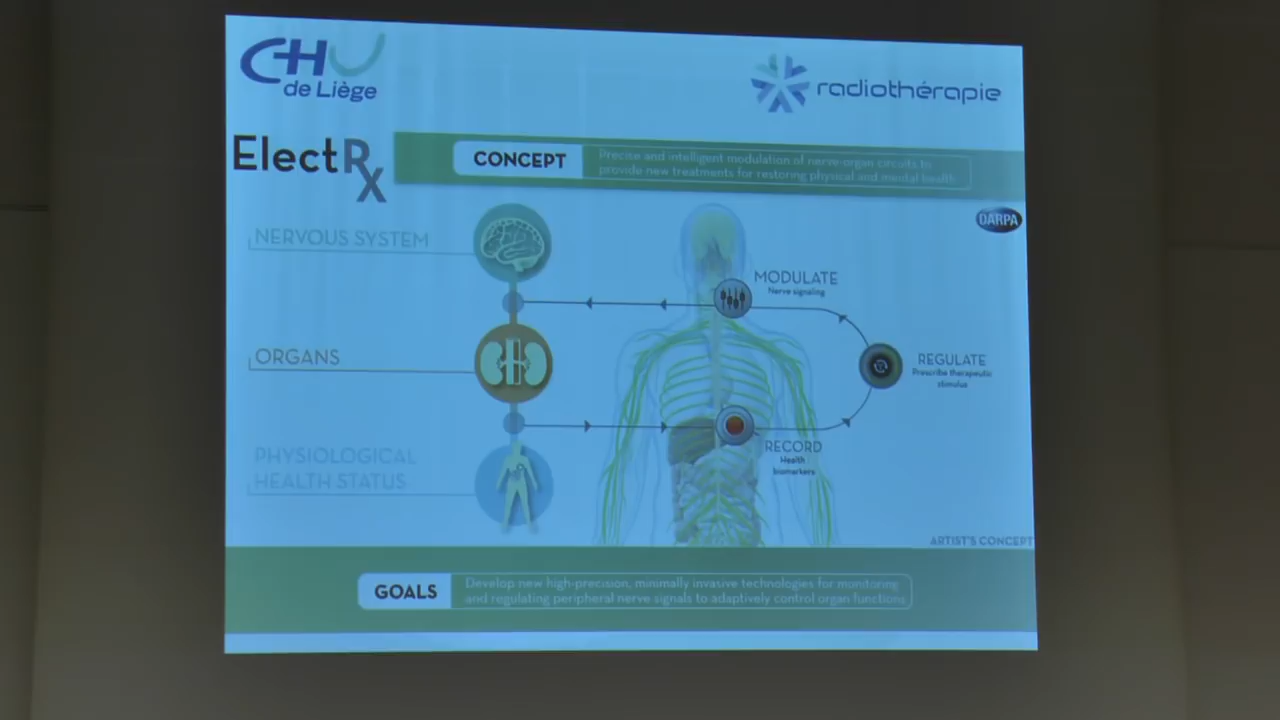 CHU
de Liège
radiothérapie
ElectRx
CONCEPT
Precise and intelligent modulation of nerve-organ circuits to
provide new treatments for restoring physical and mental health
DARPA
NERVOUS SYSTEM
MODULATE
Nerve signaling
ORGANS
REGULATE
Prescribe therapeutic
stimulus
PHYSIOLOGICAL
HEALTH STATUS
RECORD
Health
biomarkers
ARTIST'S CONCEPT
GOALS
Develop new high-precision, minimally invasive technologies for monitoring
and regulating peripheral nerve signals to adaptively control organ functions